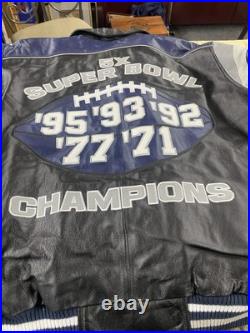 5X
SUPER BOWL
'95 '93 '92
'77 '71
CHAMPIONS